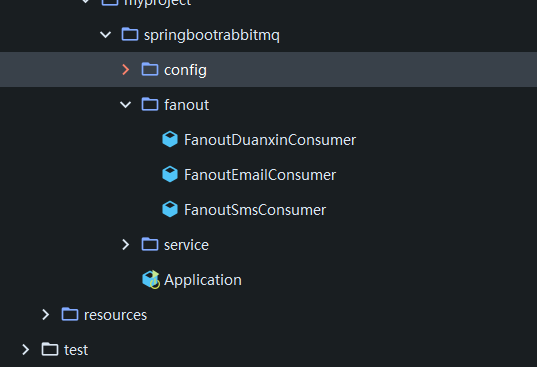 myproject
springbootrabbitmq
config
fanout
FanoutDuanxinConsumer
FanoutEmailConsumer
FanoutSmsConsumer
service
Application
resources
test